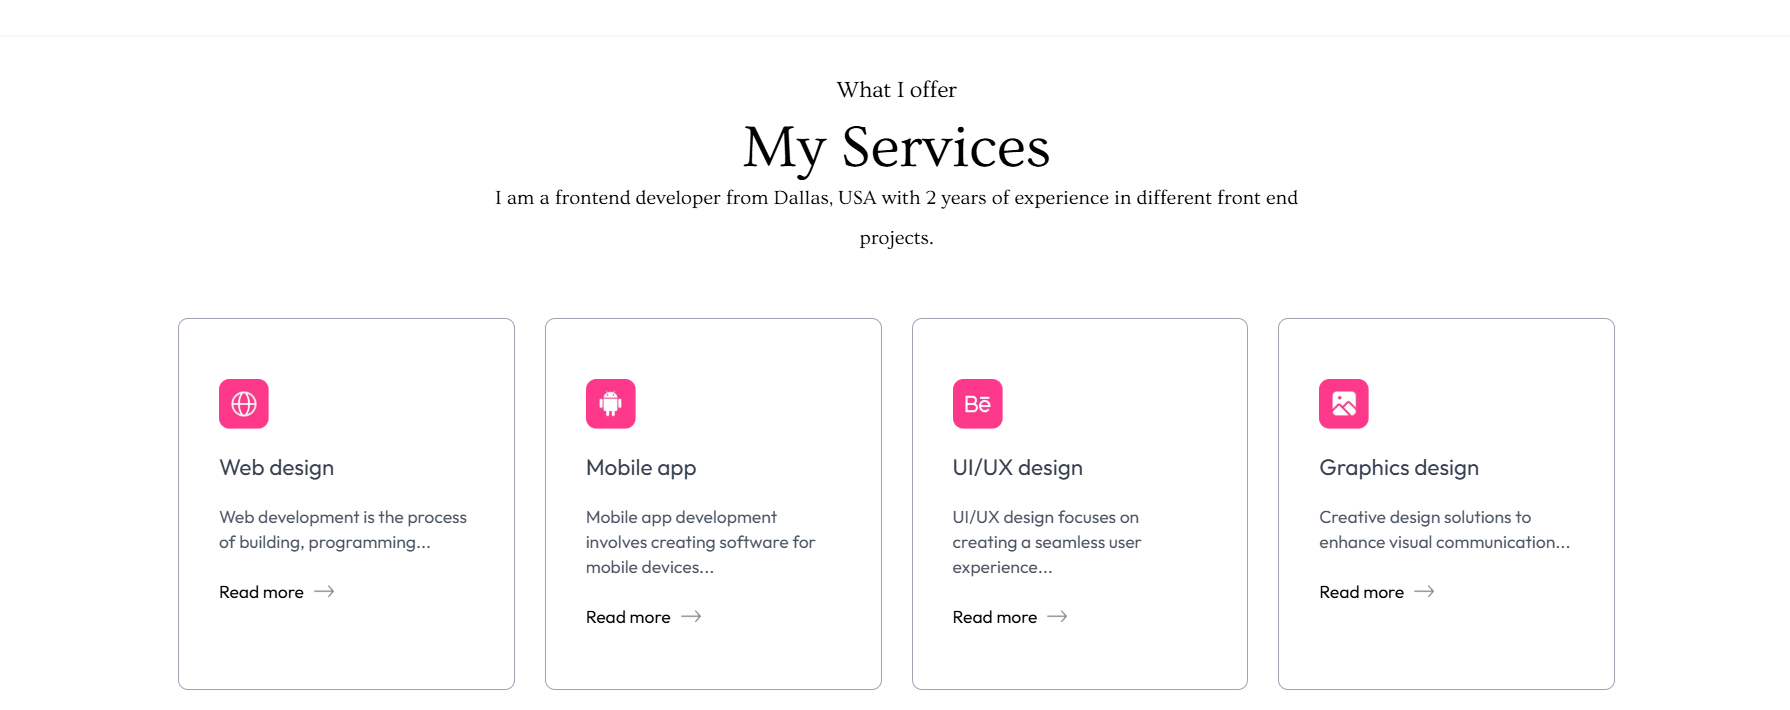 What I offer
My Services
I am a frontend developer from Dallas, USA with 2 years of experience in different front end
projects.
Web design
Web development is the process
of building, programming...
Read more
Mobile app
Mobile app development
involves creating software for
mobile devices...
Read more
Bē
UI/UX design
UI/UX design focuses on
creating a seamless user
experience...
Read more
Graphics design
Creative design solutions to
enhance visual communication...
Read more